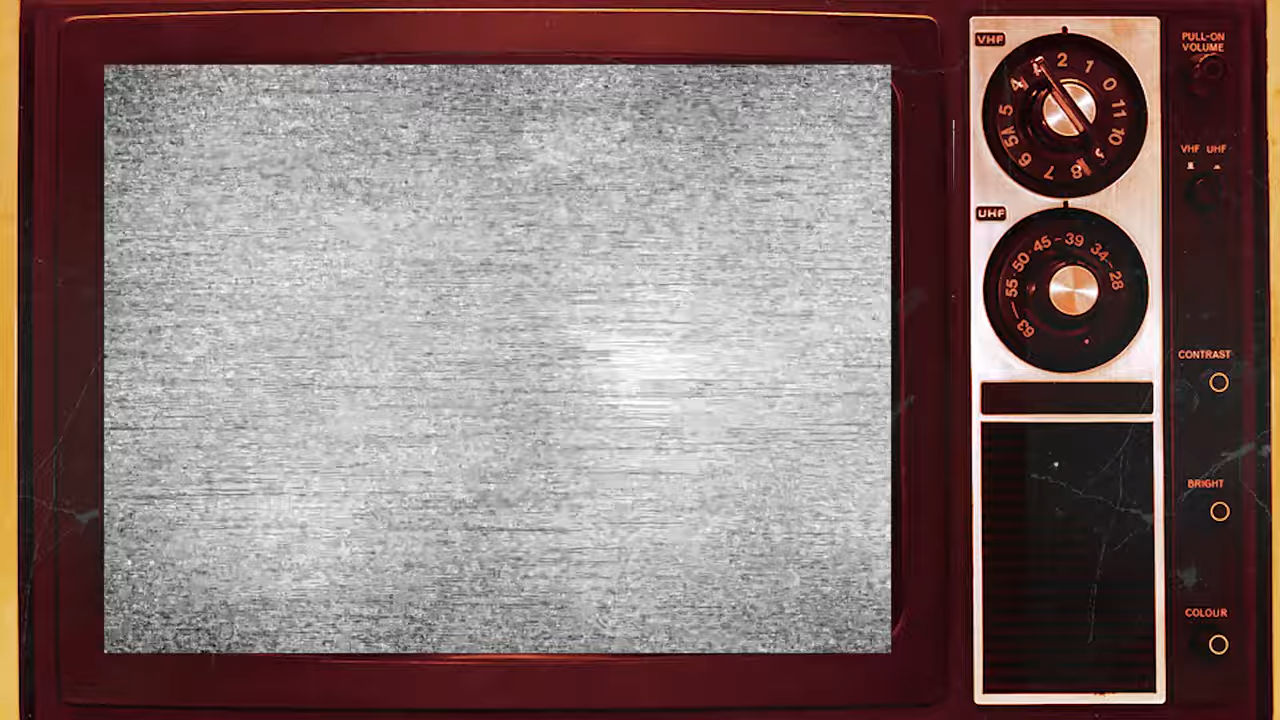 VHF
2 1 0 11 10
8 7 6 5A 5 4
UHF
63 55 50 45 39 34 28
PULL-ON
VOLUME
VHF UHF
CONTRAST
BRIGHT
COLOUR